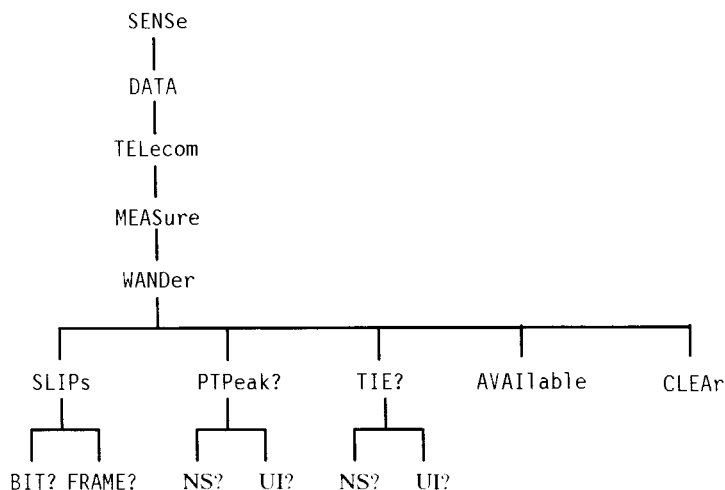 SENSe
DATA
TELecom
MEASure
WANDer
SLIPs PTPeak? TIE? AVAIlable CLEAr
BIT? FRAME? NS? UI? NS? UI?